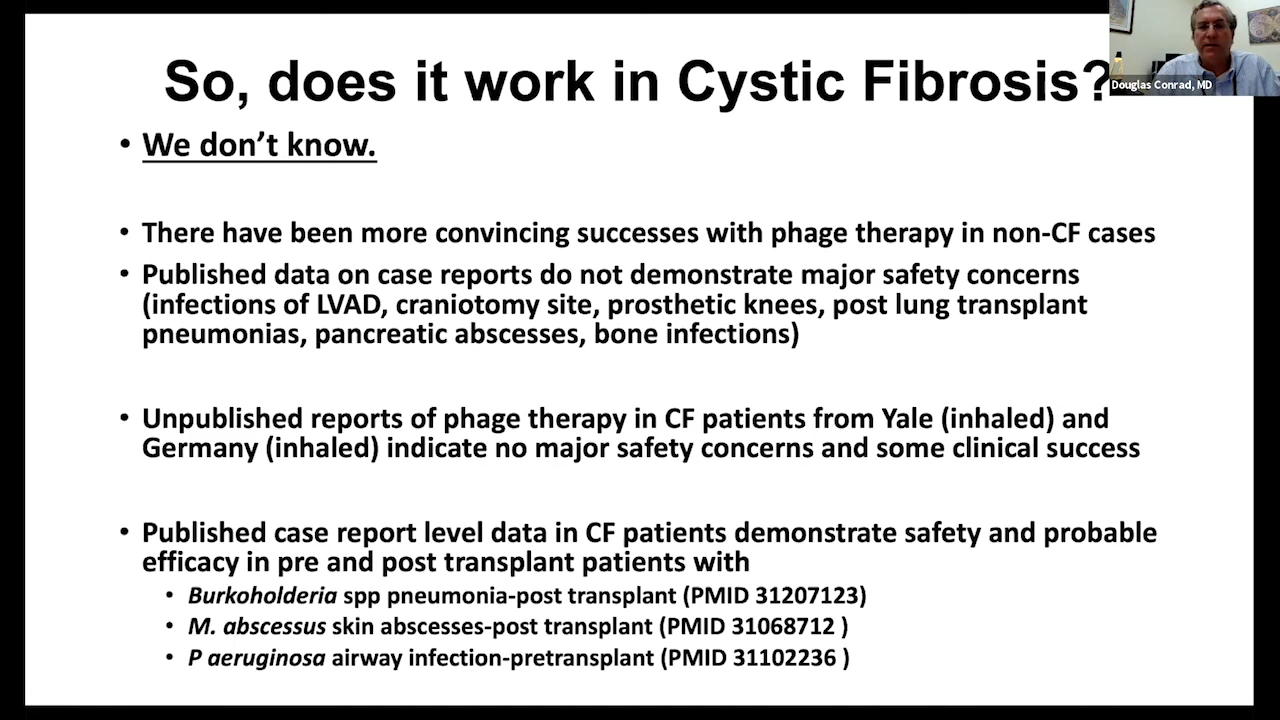 So, does it work in Cystic Fibrosis?
Douglas Conrad, MD
• We don't know.
• There have been more convincing successes with phage therapy in non-CF cases
• Published data on case reports do not demonstrate major safety concerns
(infections of LVAD, craniotomy site, prosthetic knees, post lung transplant
pneumonias, pancreatic abscesses, bone infections)
• Unpublished reports of phage therapy in CF patients from Yale (inhaled) and
Germany (inhaled) indicate no major safety concerns and some clinical success
• Published case report level data in CF patients demonstrate safety and probable
efficacy in pre and post transplant patients with
• Burkoholderia spp pneumonia-post transplant (PMID 31207123)
• M. abscessus skin abscesses-post transplant (PMID 31068712 )
• P aeruginosa airway infection-pretransplant (PMID 31102236 )